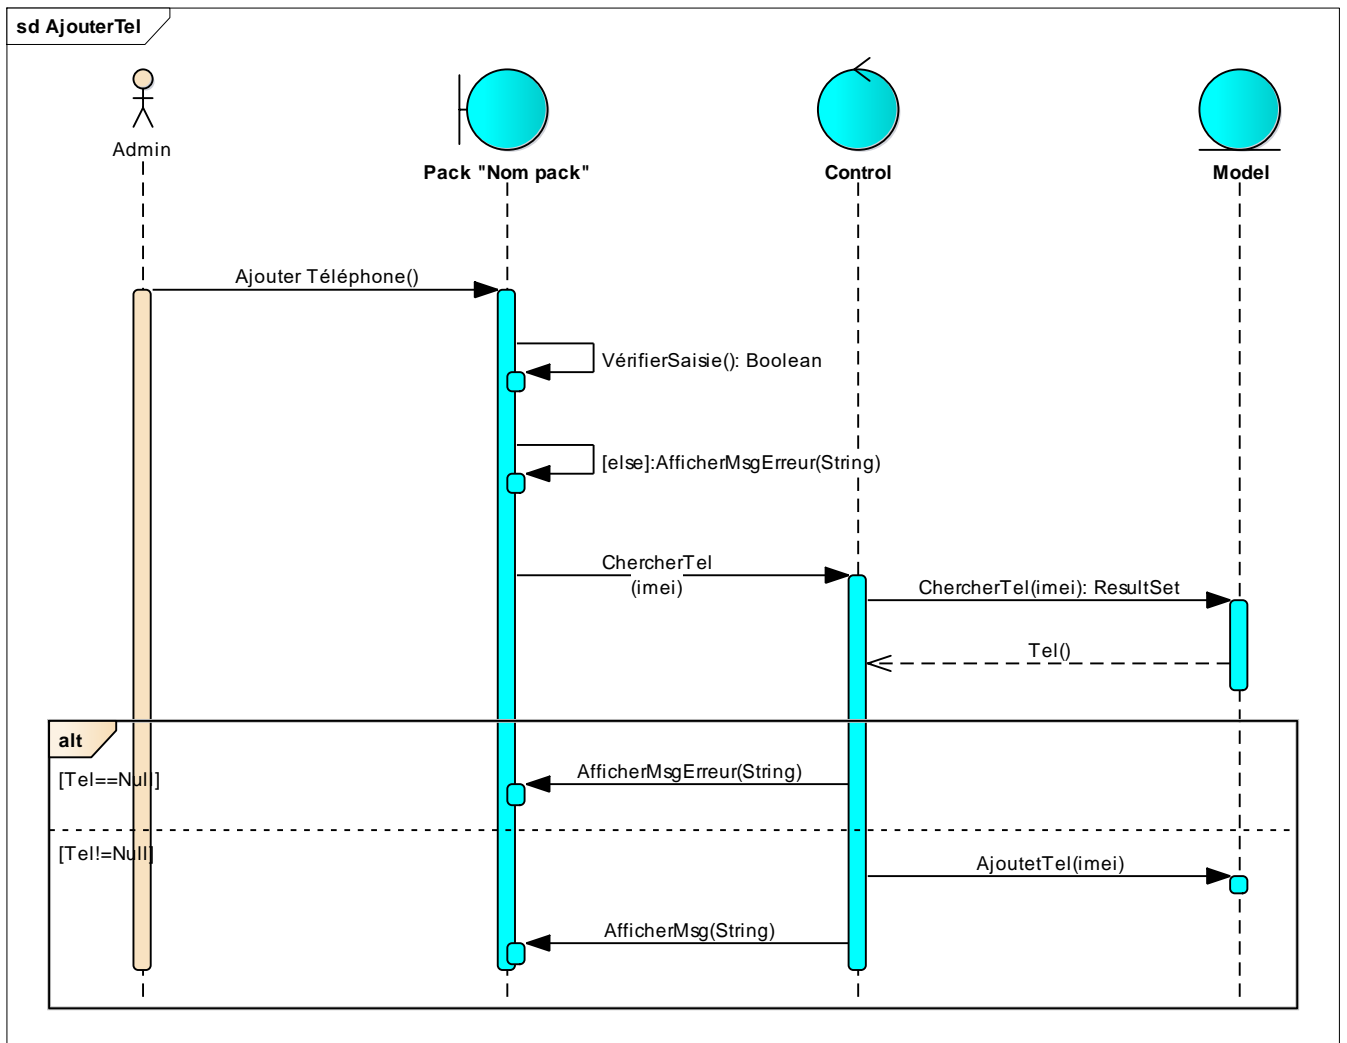 sd AjouterTel
Admin
Pack "Nom pack"
Control
Model
Ajouter Téléphone()
VérifierSaisie(): Boolean
[else]:AfficherMsgErreur(String)
ChercherTel
(imei)
ChercherTel(imei): ResultSet
Tel()
alt
[Tel==Null]
AfficherMsgErreur(String)
[Tel!=Null]
AjoutetTel(imei)
AfficherMsg(String)